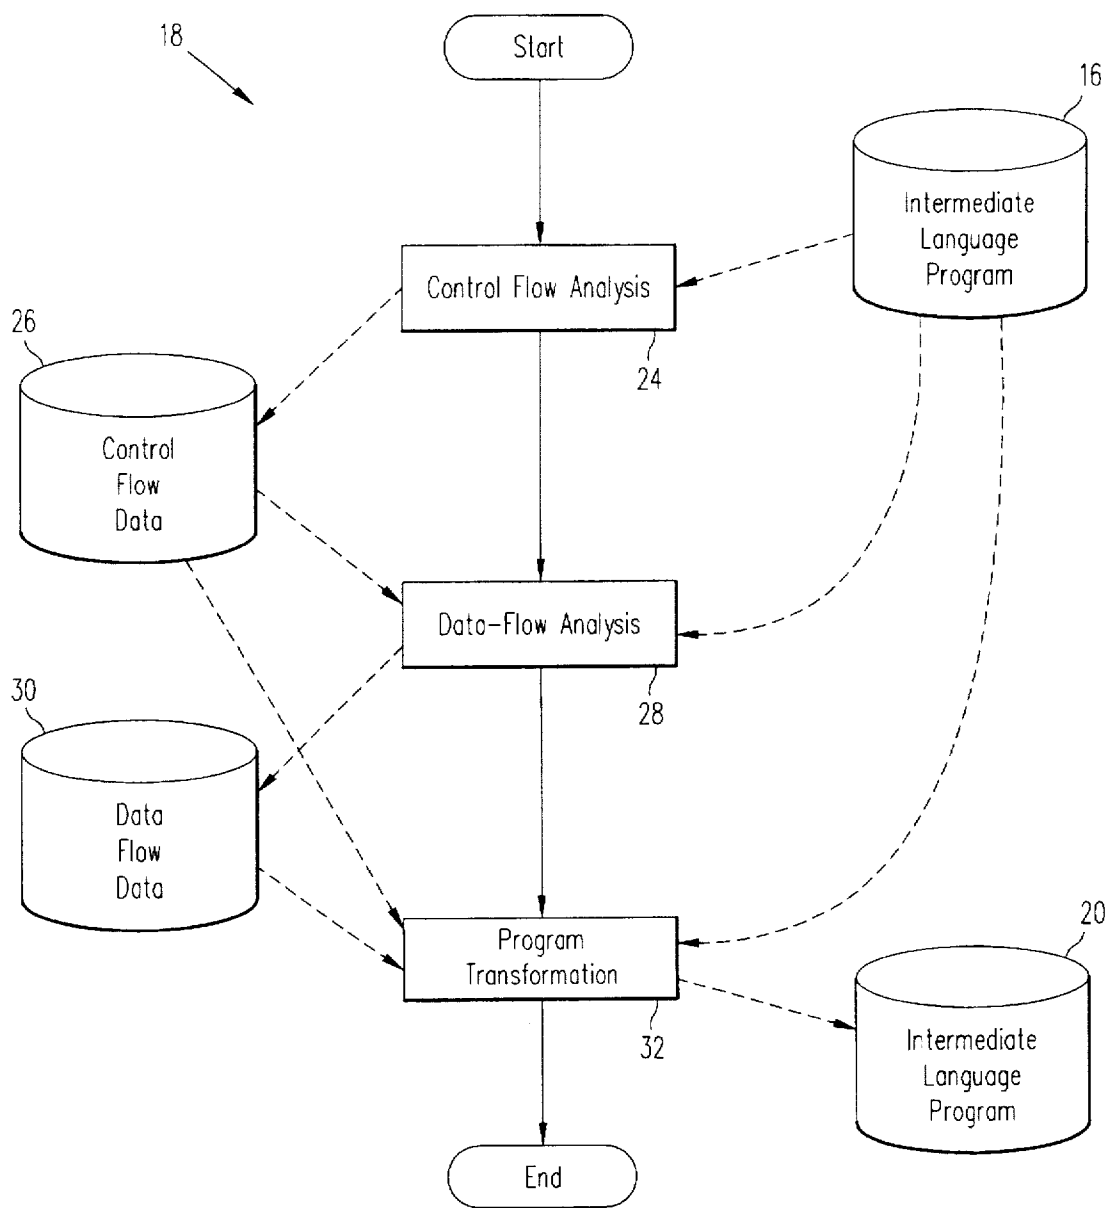 18
Start
16
Intermediate
Language
Program
Control Flow Analysis
24
26
Control
Flow
Data
Data-Flow Analysis
28
30
Data
Flow
Data
Program
Transformation
32
20
Intermediate
Language
Program
End